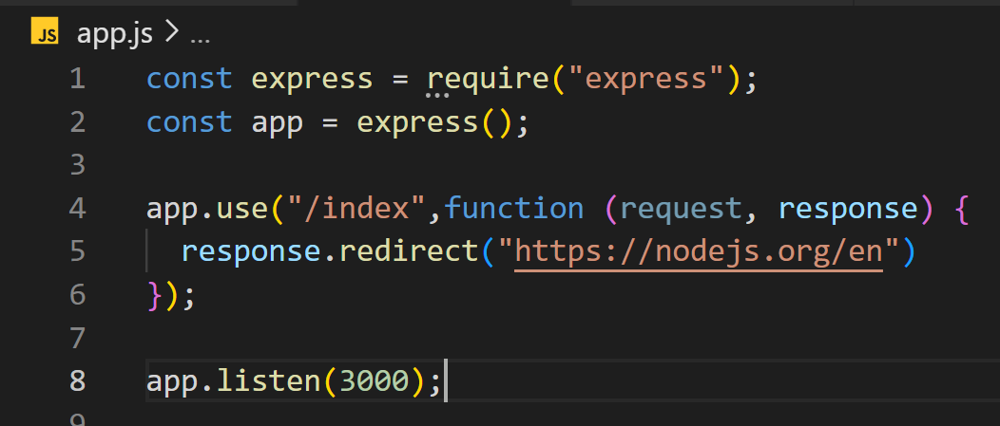 JS app.js > ...
1 const express = require("express");
2 const app = express();
3
4 app.use("/index",function (request, response) {
5   response.redirect("https://nodejs.org/en")
6 });
7
8 app.listen(3000);
9